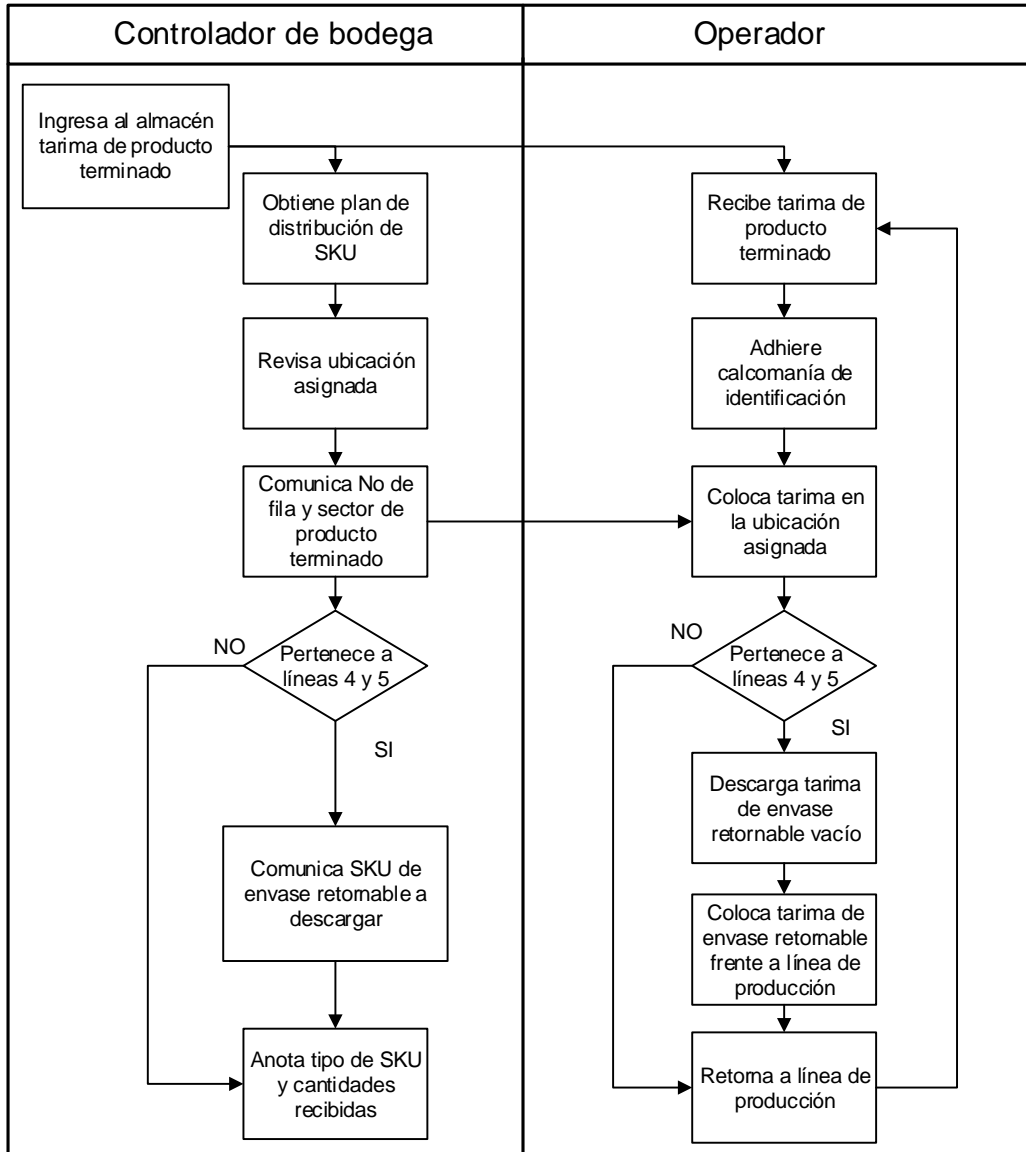 Controlador de bodega
Operador
Ingresa al almacén
tarima de producto
terminado
Obtiene plan de
distribución de
SKU
Recibe tarima de
producto
terminado
Revisa ubicación
asignada
Adhiere
calcomanía de
identificación
Comunica No de
fila y sector de
producto
terminado
Coloca tarima en
la ubicación
asignada
NO
Pertenece a
líneas 4 y 5
SI
NO
Pertenece a
líneas 4 y 5
SI
Descarga tarima
de envase
retornable vacío
Comunica SKU de
envase retornable a
descargar
Coloca tarima de
envase retornable
frente a línea de
producción
Anota tipo de SKU
y cantidades
recibidas
Retorna a línea de
producción